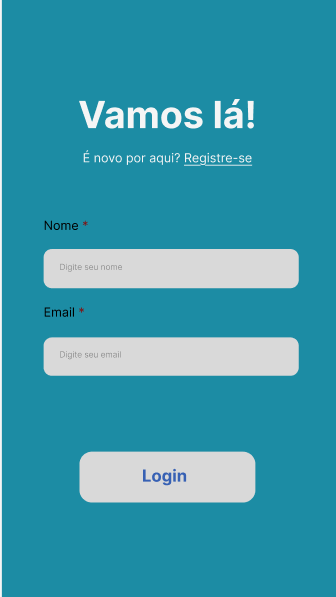 Vamos lá!
É novo por aqui? Registre-se
Nome *
Digite seu nome
Email *
Digite seu email
Login